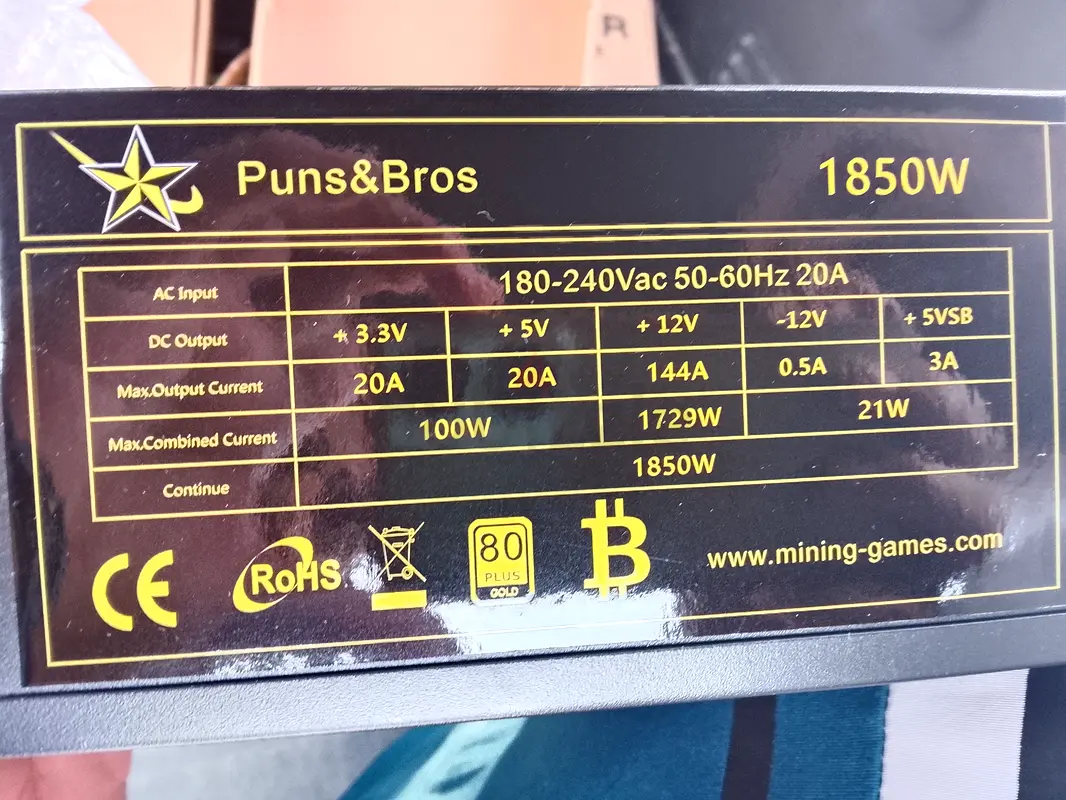 R
Puns&Bros 1850W
AC Input 180-240Vac 50-60Hz 20A
DC Output + 3.3V + 5V + 12V -12V + 5VSB
Max.Output Current 20A 20A 144A 0.5A 3A
Max.Combined Current 100W 1729W 21W
Continue 1850W
CE RoHS 80 PLUS GOLD ₿ www.mining-games.com